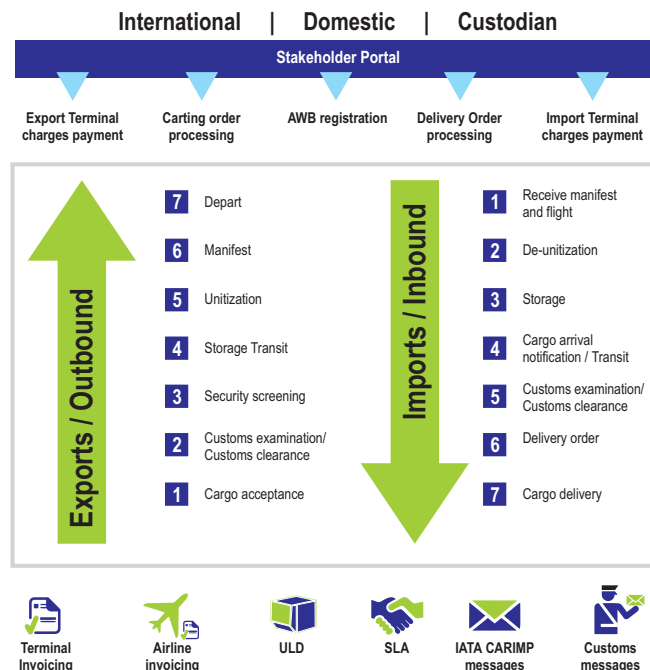 International | Domestic | Custodian
Stakeholder Portal
Export Terminal
charges payment
Carting order
processing
AWB registration
Delivery Order
processing
Import Terminal
charges payment
Exports / Outbound
7 Depart
6 Manifest
5 Unitization
4 Storage Transit
3 Security screening
2 Customs examination/
Customs clearance
1 Cargo acceptance
Imports / Inbound
1 Receive manifest
and flight
2 De-unitization
3 Storage
4 Cargo arrival
notification / Transit
5 Customs examination/
Customs clearance
6 Delivery order
7 Cargo delivery
Terminal
Invoicing
Airline
invoicing
ULD
SLA
IATA CARIMP
messages
Customs
messages